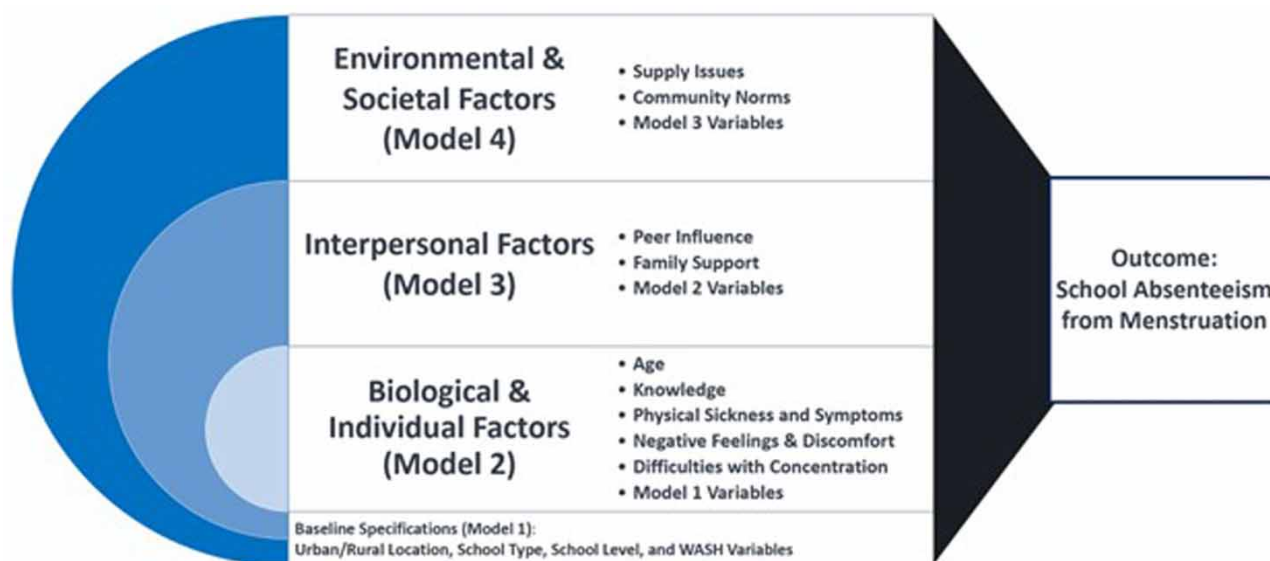 Environmental &
Societal Factors
(Model 4)
• Supply Issues
• Community Norms
• Model 3 Variables
Interpersonal Factors
(Model 3)
• Peer Influence
• Family Support
• Model 2 Variables
Biological &
Individual Factors
(Model 2)
• Age
• Knowledge
• Physical Sickness and Symptoms
• Negative Feelings & Discomfort
• Difficulties with Concentration
• Model 1 Variables
Baseline Specifications (Model 1):
Urban/Rural Location, School Type, School Level, and WASH Variables
Outcome:
School Absenteeism
from Menstruation